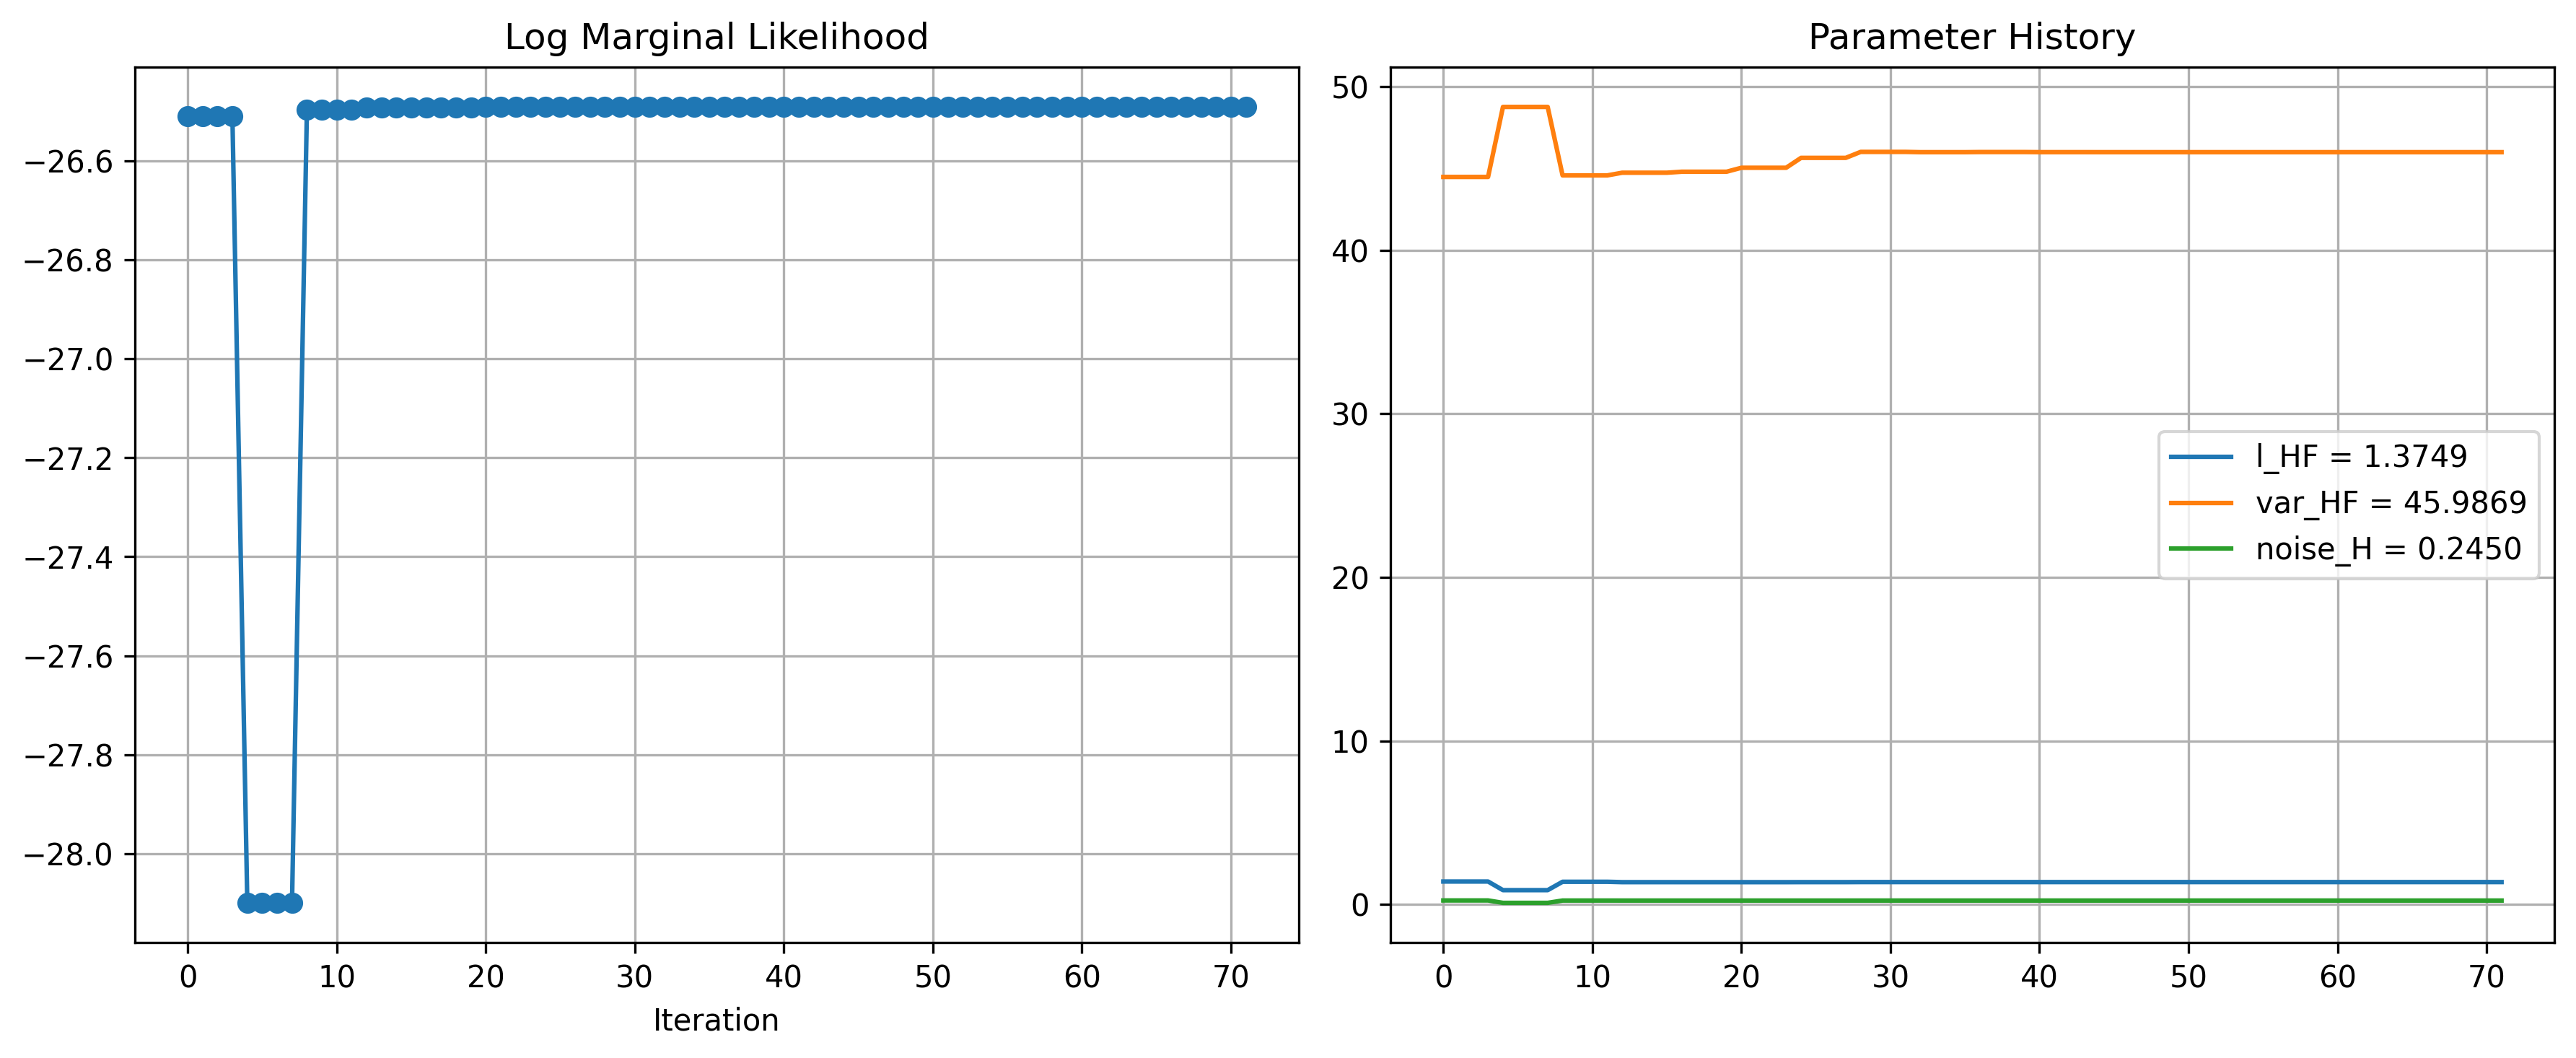 Log Marginal Likelihood
−26.6
−26.8
−27.0
−27.2
−27.4
−27.6
−27.8
−28.0
0 10 20 30 40 50 60 70
Iteration
Parameter History
50
40
30
20
10
0
l_HF = 1.3749
var_HF = 45.9869
noise_H = 0.2450
0 10 20 30 40 50 60 70